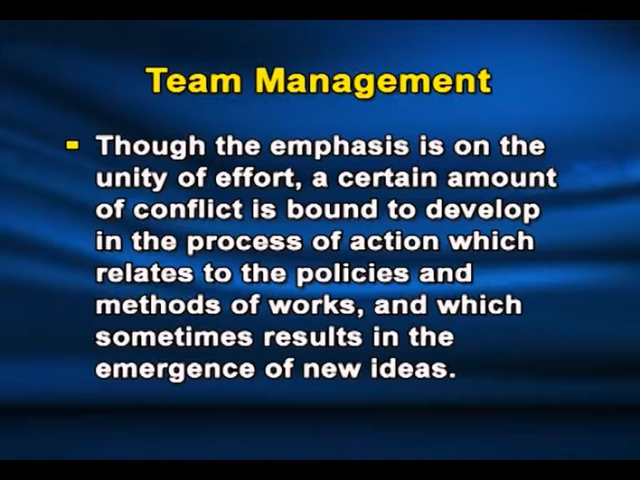 Team Management
Though the emphasis is on the
unity of effort, a certain amount
of conflict is bound to develop
in the process of action which
relates to the policies and
methods of works, and which
sometimes results in the
emergence of new ideas.